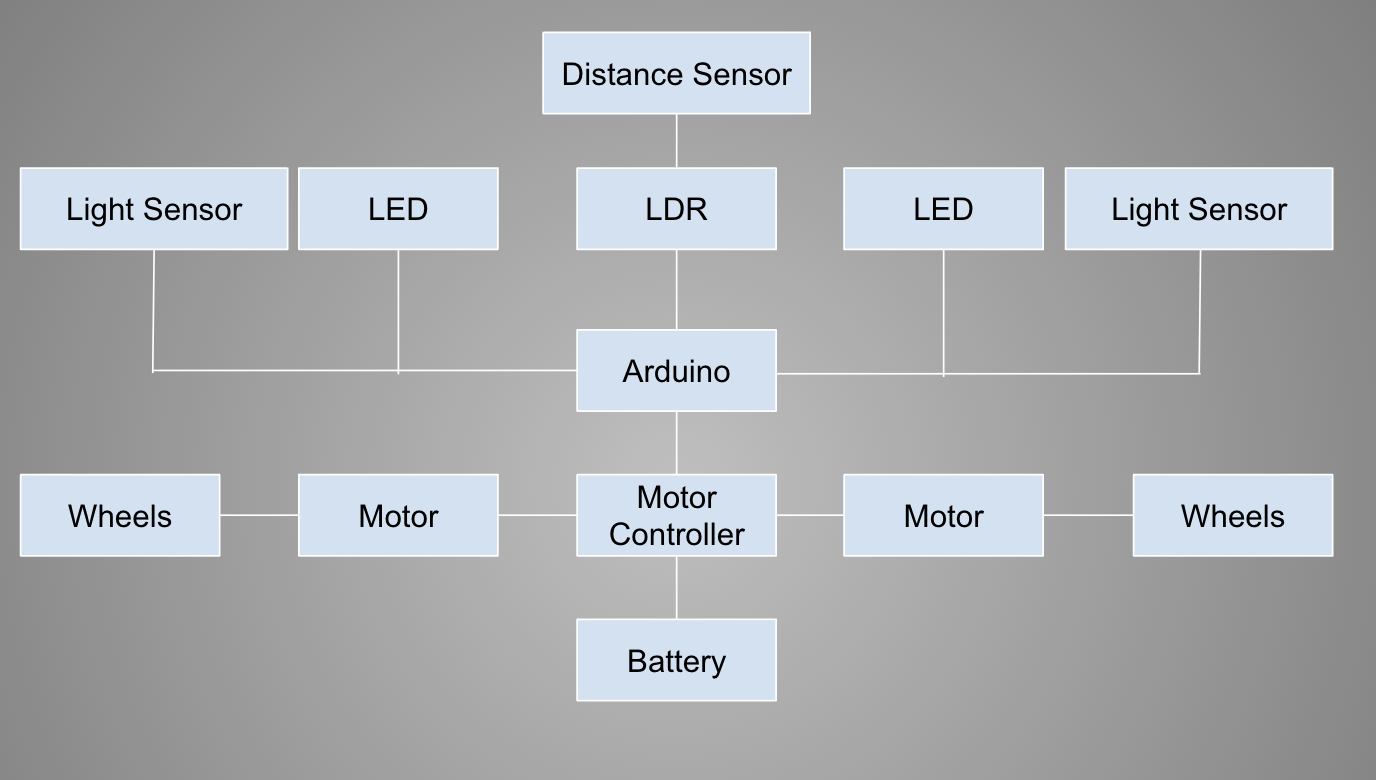 Distance Sensor
Light Sensor
LED
LDR
LED
Light Sensor
Arduino
Wheels
Motor
Motor
Controller
Motor
Wheels
Battery